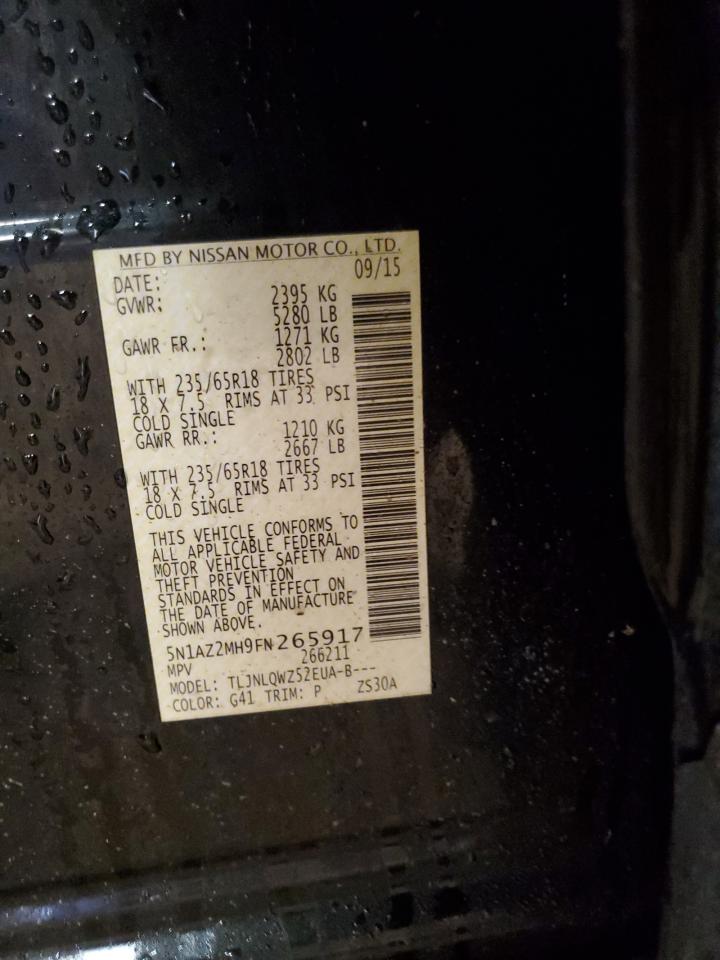 MFD BY NISSAN MOTOR CO., LTD.
DATE: 09/15
GVWR: 2395 KG
5280 LB
GAWR FR.: 1271 KG
2802 LB
WITH 235/65R18 TIRES
18 X 7.5 RIMS AT 33 PSI
COLD SINGLE
GAWR RR.: 1210 KG
2667 LB
WITH 235/65R18 TIRES
18 X 7.5 RIMS AT 33 PSI
COLD SINGLE
THIS VEHICLE CONFORMS TO
ALL APPLICABLE FEDERAL
MOTOR VEHICLE SAFETY AND
THEFT PREVENTION
STANDARDS IN EFFECT ON
THE DATE OF MANUFACTURE
SHOWN ABOVE.
5N1AZ2MH9FN265917
MPV 266211
MODEL: TLJNLQWZ52EUA-B---
COLOR: G41 TRIM: P ZS30A